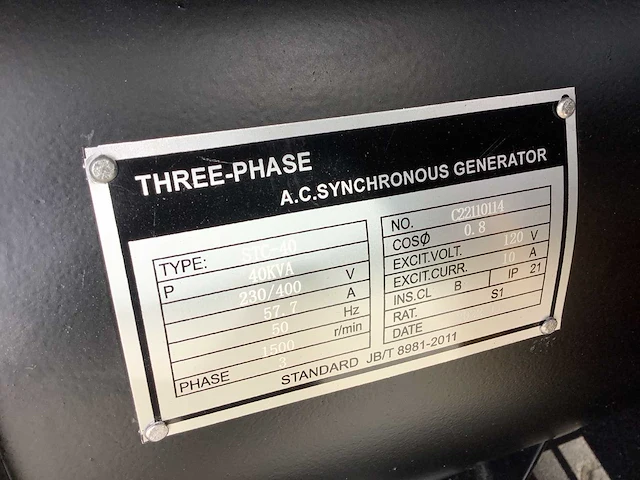 THREE-PHASE
A.C.SYNCHRONOUS GENERATOR
TYPE: STC-40
P 40KVA
230/400 V
57.7 A
50 Hz
1500 r/min
PHASE 3
NO. C22110114
COSØ 0.8
EXCIT.VOLT. 120 V
EXCIT.CURR. 10 A
INS.CL B IP 21
RAT. S1
DATE
STANDARD JB/T 8981-2011